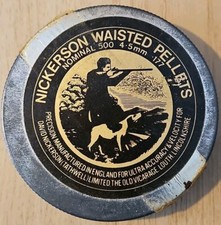 NICKERSON WAISTED PELLETS
NOMINAL 500 4·5mm ·177
PRECISION MANUFACTURED IN ENGLAND FOR ULTRA ACCURACY & VELOCITY FOR
DAVID NICKERSON (TATHWELL) LIMITED THE OLD VICARAGE LOUTH LINCOLNSHIRE